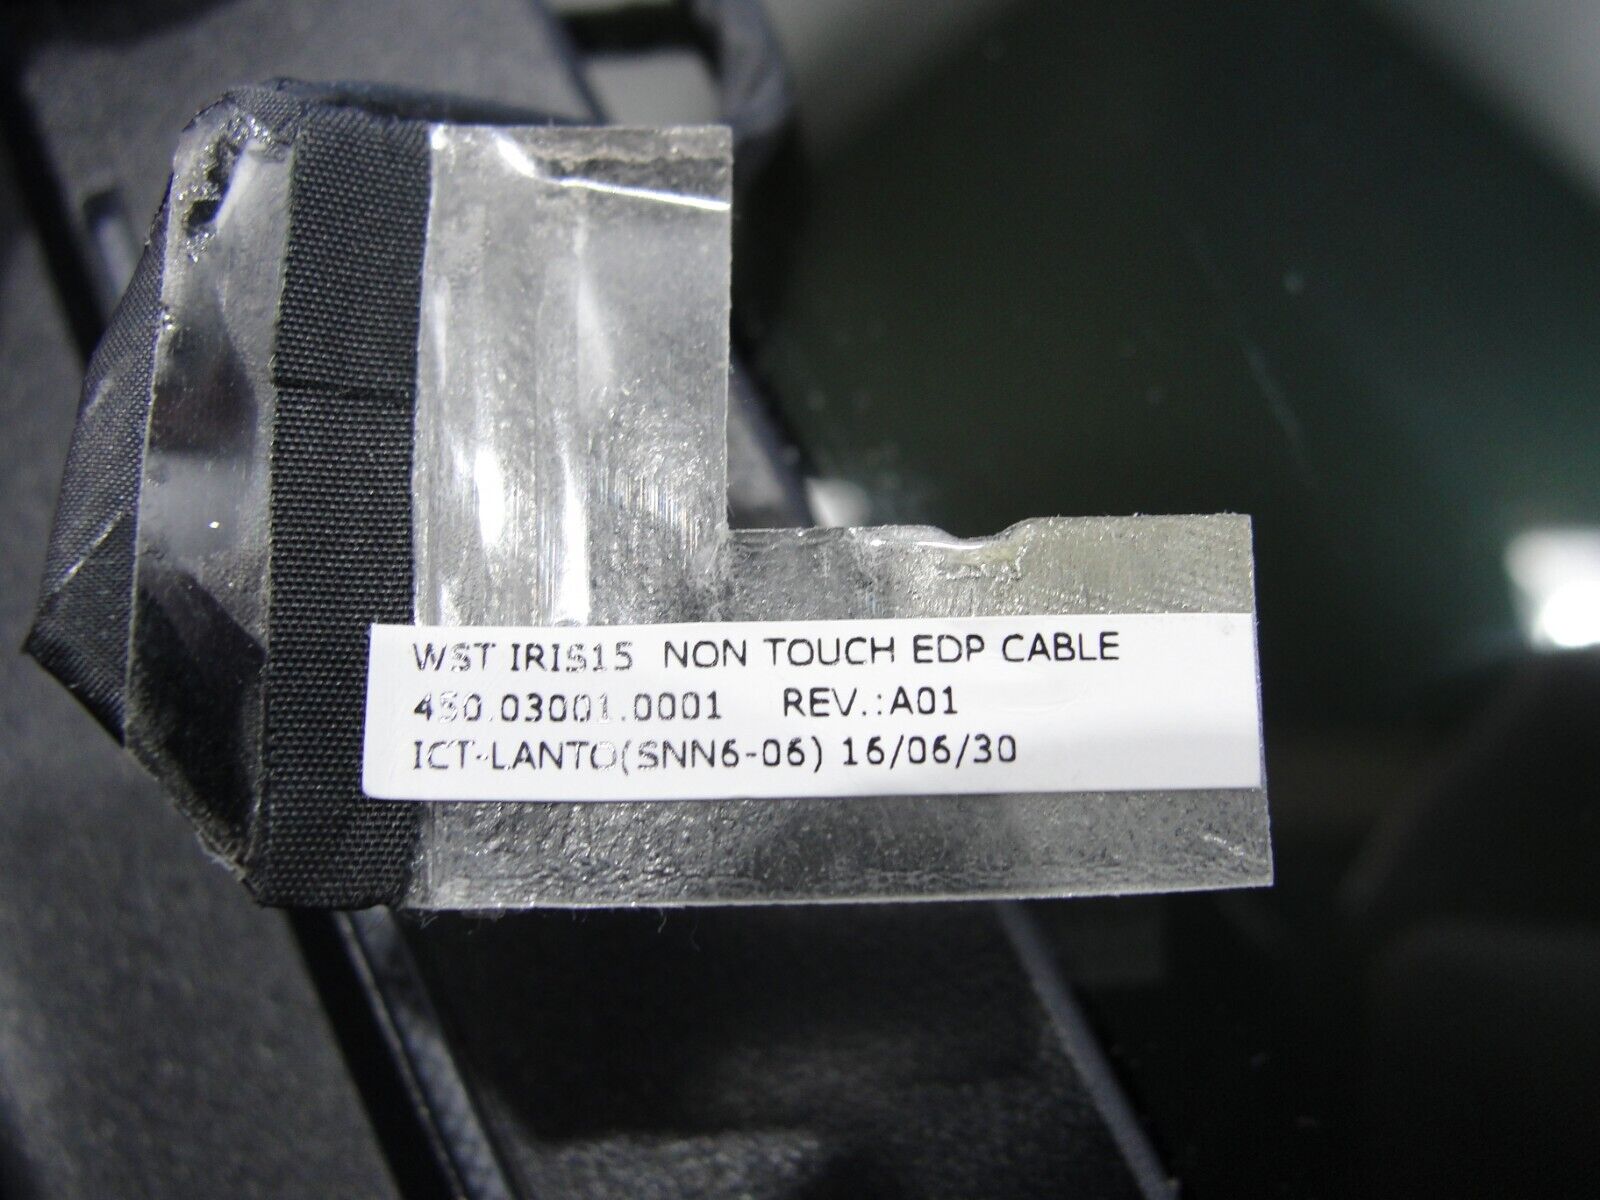 WST IRIS15 NON TOUCH EDP CABLE
450.03001.0001 REV.:A01
ICT-LANTO(SNN6-06) 16/06/30